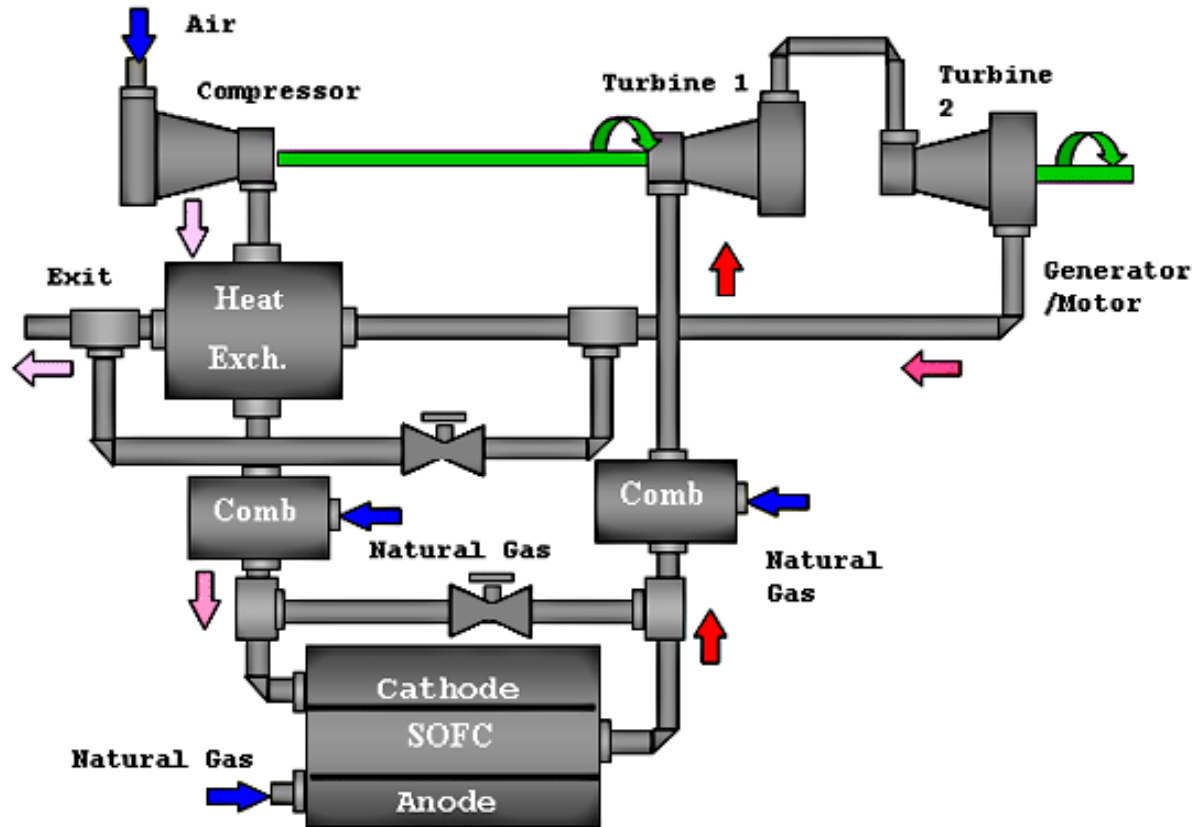 Air
Compressor
Turbine 1
Turbine
2
Exit
Heat
Exch.
Generator
/Motor
Comb
Comb
Natural Gas
Natural
Gas
Cathode
SOFC
Natural Gas
Anode